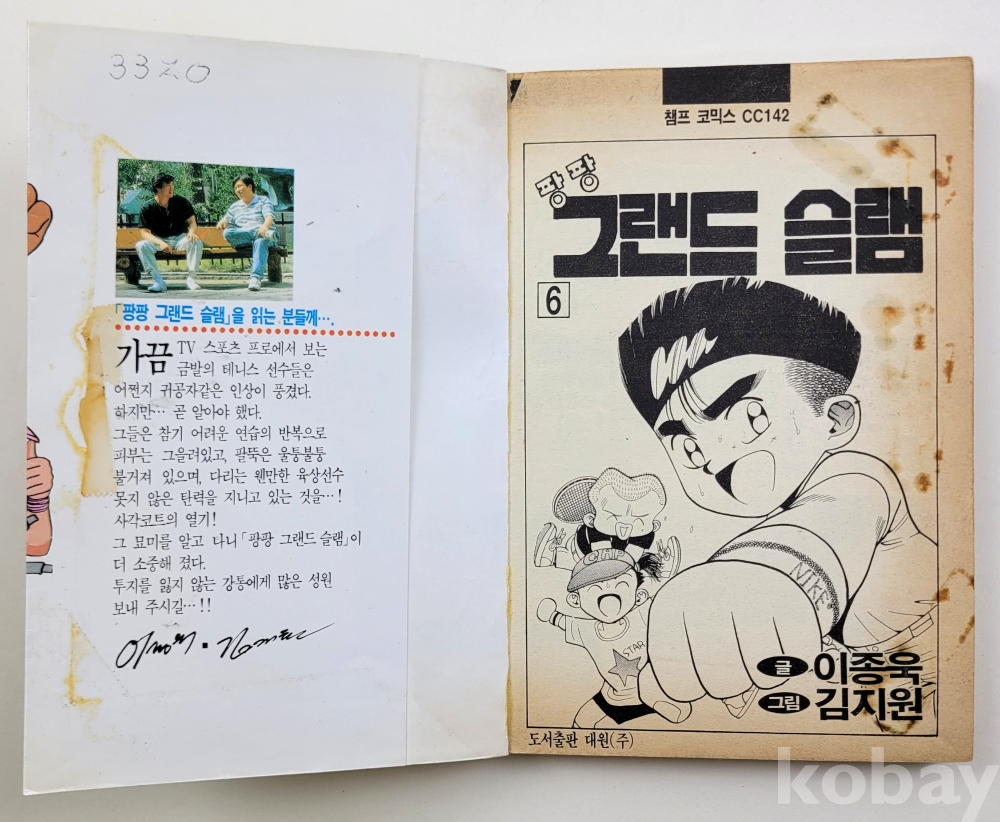 3320
「팡팡 그랜드 슬램」을 읽는 분들께….
가끔 TV 스포츠 프로에서 보는
금발의 테니스 선수들은
어쩐지 귀공자같은 인상이 풍겼다.
하지만… 곧 알아야 했다.
그들은 참기 어려운 연습의 반복으로
피부는 그을려있고, 팔뚝은 울퉁불퉁
불거져 있으며, 다리는 웬만한 육상선수
못지 않은 탄력을 지니고 있는 것을…!
사각코트의 열기!
그 묘미를 알고 나니 「팡팡 그랜드 슬램」이
더 소중해 졌다.
투지를 잃지 않는 강통에게 많은 성원
보내 주시길…!!
챔프 코믹스 CC142
팡팡
그랜드 슬램
6
NIKE
STAR
글 이종욱
그림 김지원
도서출판 대원(주)
kobay